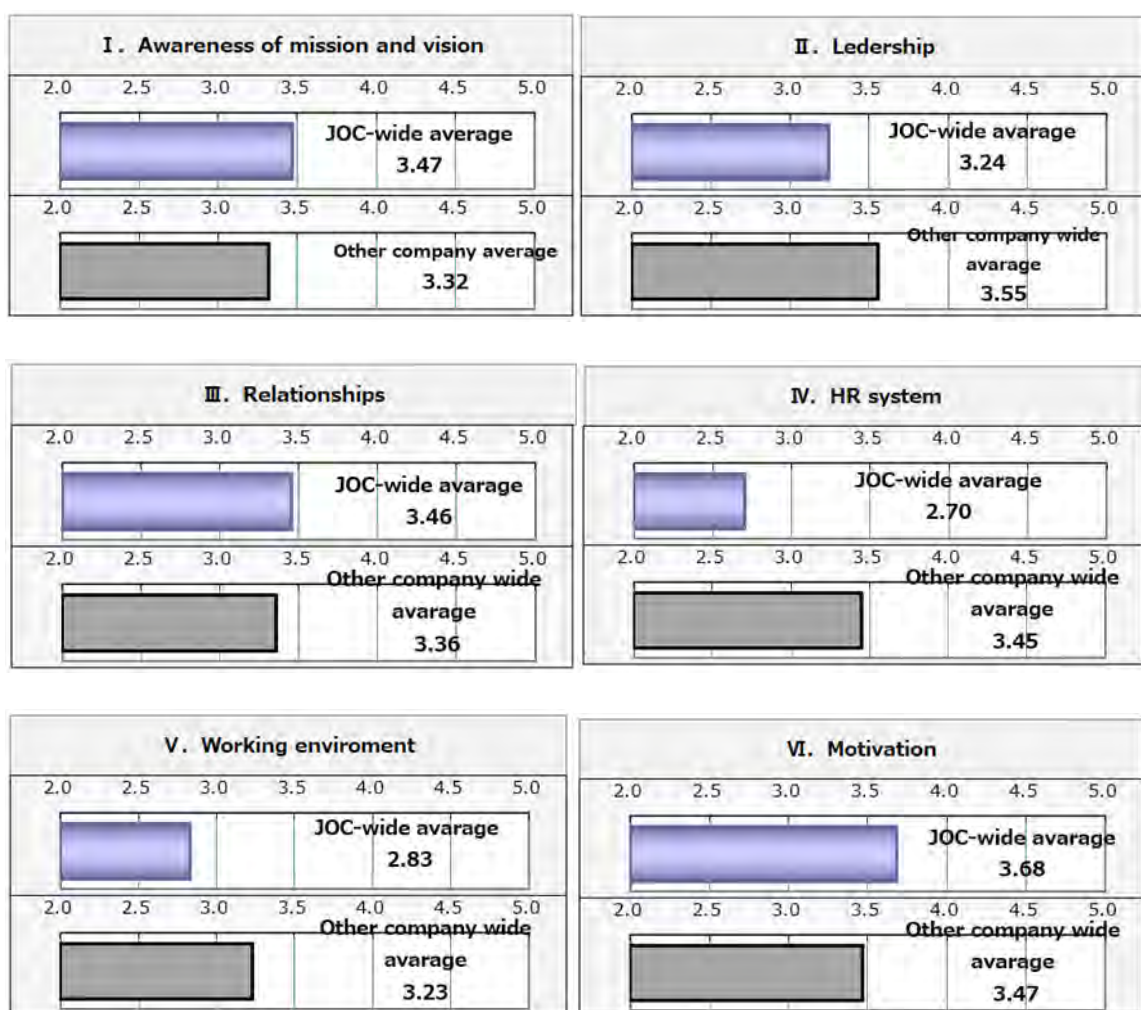 I. Awareness of mission and vision
2.0 2.5 3.0 3.5 4.0 4.5 5.0
JOC-wide average
3.47
2.0 2.5 3.0 3.5 4.0 4.5 5.0
Other company average
3.32
II. Ledership
2.0 2.5 3.0 3.5 4.0 4.5 5.0
JOC-wide avarage
3.24
2.0 2.5 3.0 3.5 4.0 4.5 5.0
Other company wide
avarage
3.55
III. Relationships
2.0 2.5 3.0 3.5 4.0 4.5 5.0
JOC-wide avarage
3.46
2.0 2.5 3.0 3.5 4.0 4.5 5.0
Other company wide
avarage
3.36
IV. HR system
2.0 2.5 3.0 3.5 4.0 4.5 5.0
JOC-wide avarage
2.70
2.0 2.5 3.0 3.5 4.0 4.5 5.0
Other company wide
avarage
3.45
V. Working enviroment
2.0 2.5 3.0 3.5 4.0 4.5 5.0
JOC-wide avarage
2.83
2.0 2.5 3.0 3.5 4.0 4.5 5.0
Other company wide
avarage
3.23
VI. Motivation
2.0 2.5 3.0 3.5 4.0 4.5 5.0
JOC-wide avarage
3.68
2.0 2.5 3.0 3.5 4.0 4.5 5.0
Other company wide
avarage
3.47